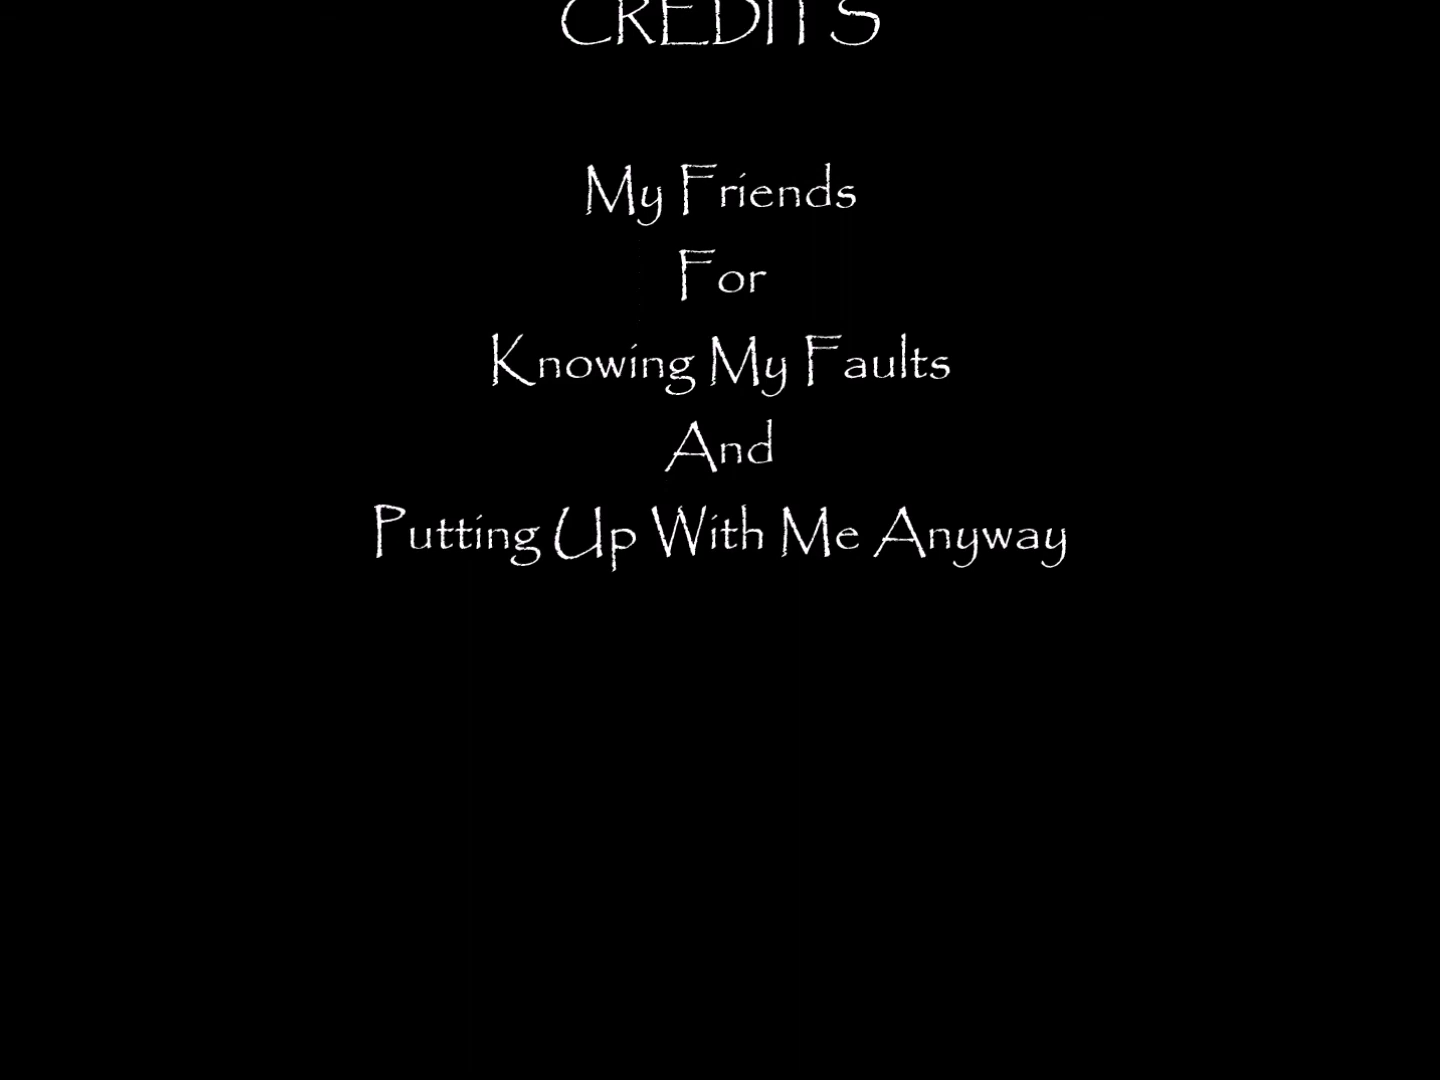 CREDITS
My Friends
For
Knowing My Faults
And
Putting Up With Me Anyway